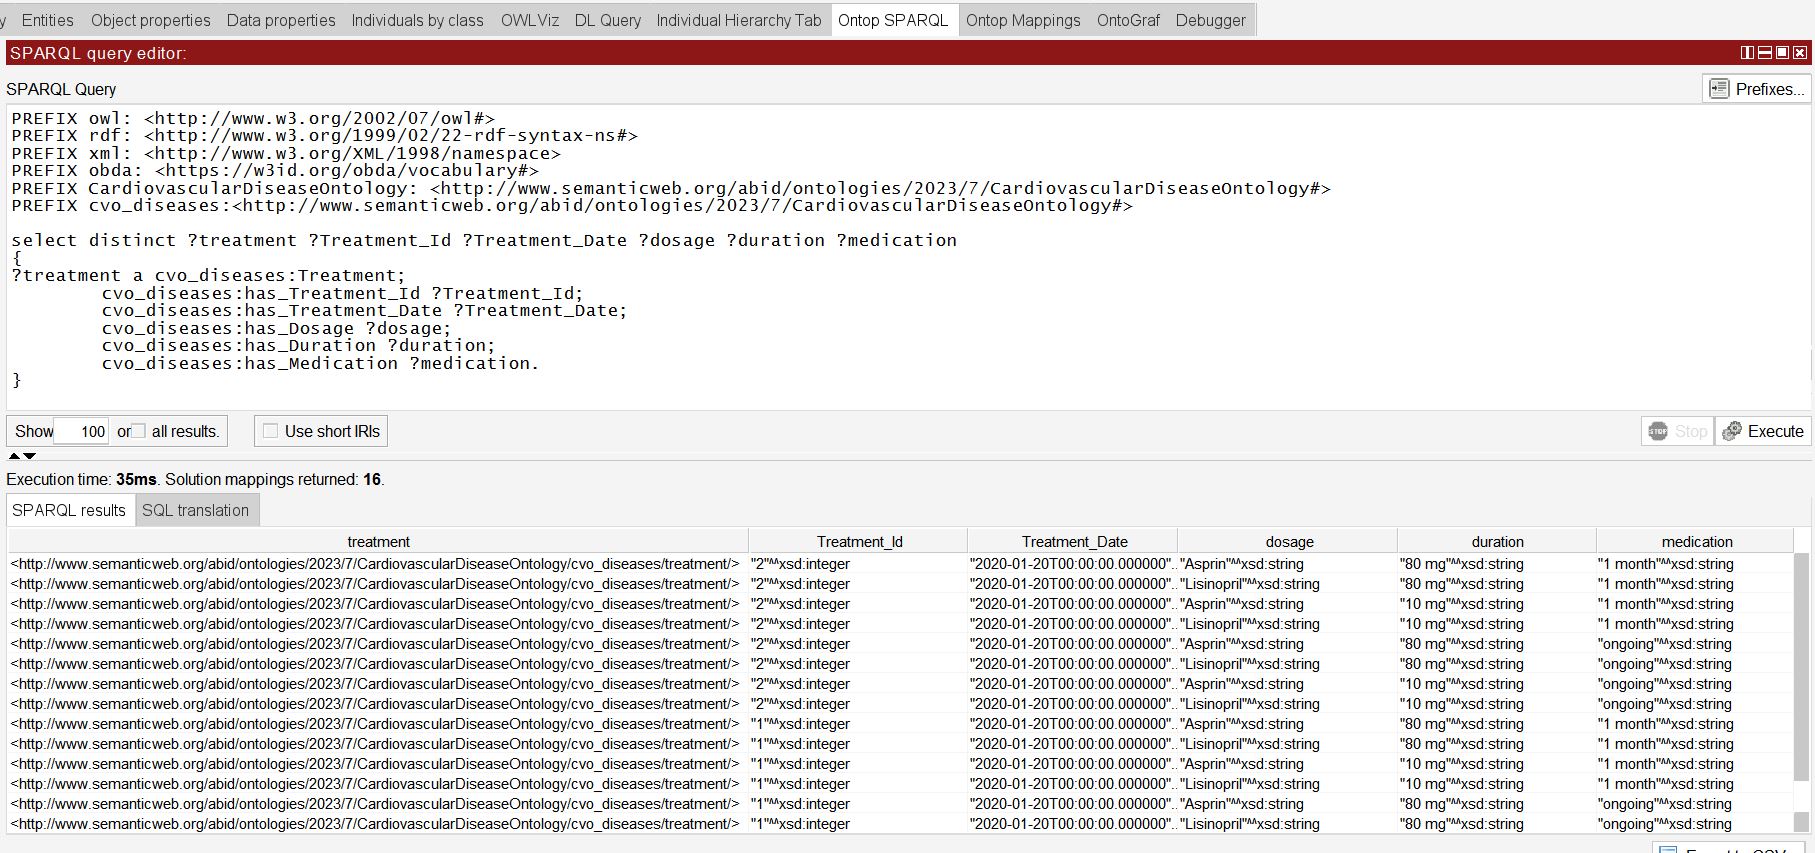 y Entities Object properties Data properties Individuals by class OWLViz DL Query Individual Hierarchy Tab Ontop SPARQL Ontop Mappings OntoGraf Debugger
SPARQL query editor:
SPARQL Query
Prefixes...
PREFIX owl: <http://www.w3.org/2002/07/owl#>
PREFIX rdf: <http://www.w3.org/1999/02/22-rdf-syntax-ns#>
PREFIX xml: <http://www.w3.org/XML/1998/namespace>
PREFIX obda: <https://w3id.org/obda/vocabulary#>
PREFIX CardiovascularDiseaseOntology: <http://www.semanticweb.org/abid/ontologies/2023/7/CardiovascularDiseaseOntology#>
PREFIX cvo_diseases:<http://www.semanticweb.org/abid/ontologies/2023/7/CardiovascularDiseaseOntology#>
select distinct ?treatment ?Treatment_Id ?Treatment_Date ?dosage ?duration ?medication
{
?treatment a cvo_diseases:Treatment;
cvo_diseases:has_Treatment_Id ?Treatment_Id;
cvo_diseases:has_Treatment_Date ?Treatment_Date;
cvo_diseases:has_Dosage ?dosage;
cvo_diseases:has_Duration ?duration;
cvo_diseases:has_Medication ?medication.
}
Show 100 or all results. Use short IRIs STOP Stop Execute
Execution time: 35ms. Solution mappings returned: 16.
SPARQL results SQL translation
treatment Treatment_Id Treatment_Date dosage duration medication
<http://www.semanticweb.org/abid/ontologies/2023/7/CardiovascularDiseaseOntology/cvo_diseases/treatment/> "2"^^xsd:integer "2020-01-20T00:00:00.000000".. "Asprin"^^xsd:string "80 mg"^^xsd:string "1 month"^^xsd:string
<http://www.semanticweb.org/abid/ontologies/2023/7/CardiovascularDiseaseOntology/cvo_diseases/treatment/> "2"^^xsd:integer "2020-01-20T00:00:00.000000".. "Lisinopril"^^xsd:string "80 mg"^^xsd:string "1 month"^^xsd:string
<http://www.semanticweb.org/abid/ontologies/2023/7/CardiovascularDiseaseOntology/cvo_diseases/treatment/> "2"^^xsd:integer "2020-01-20T00:00:00.000000".. "Asprin"^^xsd:string "10 mg"^^xsd:string "1 month"^^xsd:string
<http://www.semanticweb.org/abid/ontologies/2023/7/CardiovascularDiseaseOntology/cvo_diseases/treatment/> "2"^^xsd:integer "2020-01-20T00:00:00.000000".. "Lisinopril"^^xsd:string "10 mg"^^xsd:string "1 month"^^xsd:string
<http://www.semanticweb.org/abid/ontologies/2023/7/CardiovascularDiseaseOntology/cvo_diseases/treatment/> "2"^^xsd:integer "2020-01-20T00:00:00.000000".. "Asprin"^^xsd:string "80 mg"^^xsd:string "ongoing"^^xsd:string
<http://www.semanticweb.org/abid/ontologies/2023/7/CardiovascularDiseaseOntology/cvo_diseases/treatment/> "2"^^xsd:integer "2020-01-20T00:00:00.000000".. "Lisinopril"^^xsd:string "80 mg"^^xsd:string "ongoing"^^xsd:string
<http://www.semanticweb.org/abid/ontologies/2023/7/CardiovascularDiseaseOntology/cvo_diseases/treatment/> "2"^^xsd:integer "2020-01-20T00:00:00.000000".. "Asprin"^^xsd:string "10 mg"^^xsd:string "ongoing"^^xsd:string
<http://www.semanticweb.org/abid/ontologies/2023/7/CardiovascularDiseaseOntology/cvo_diseases/treatment/> "2"^^xsd:integer "2020-01-20T00:00:00.000000".. "Lisinopril"^^xsd:string "10 mg"^^xsd:string "ongoing"^^xsd:string
<http://www.semanticweb.org/abid/ontologies/2023/7/CardiovascularDiseaseOntology/cvo_diseases/treatment/> "1"^^xsd:integer "2020-01-20T00:00:00.000000".. "Asprin"^^xsd:string "80 mg"^^xsd:string "1 month"^^xsd:string
<http://www.semanticweb.org/abid/ontologies/2023/7/CardiovascularDiseaseOntology/cvo_diseases/treatment/> "1"^^xsd:integer "2020-01-20T00:00:00.000000".. "Lisinopril"^^xsd:string "80 mg"^^xsd:string "1 month"^^xsd:string
<http://www.semanticweb.org/abid/ontologies/2023/7/CardiovascularDiseaseOntology/cvo_diseases/treatment/> "1"^^xsd:integer "2020-01-20T00:00:00.000000".. "Asprin"^^xsd:string "10 mg"^^xsd:string "1 month"^^xsd:string
<http://www.semanticweb.org/abid/ontologies/2023/7/CardiovascularDiseaseOntology/cvo_diseases/treatment/> "1"^^xsd:integer "2020-01-20T00:00:00.000000".. "Lisinopril"^^xsd:string "10 mg"^^xsd:string "1 month"^^xsd:string
<http://www.semanticweb.org/abid/ontologies/2023/7/CardiovascularDiseaseOntology/cvo_diseases/treatment/> "1"^^xsd:integer "2020-01-20T00:00:00.000000".. "Asprin"^^xsd:string "80 mg"^^xsd:string "ongoing"^^xsd:string
<http://www.semanticweb.org/abid/ontologies/2023/7/CardiovascularDiseaseOntology/cvo_diseases/treatment/> "1"^^xsd:integer "2020-01-20T00:00:00.000000".. "Lisinopril"^^xsd:string "80 mg"^^xsd:string "ongoing"^^xsd:string